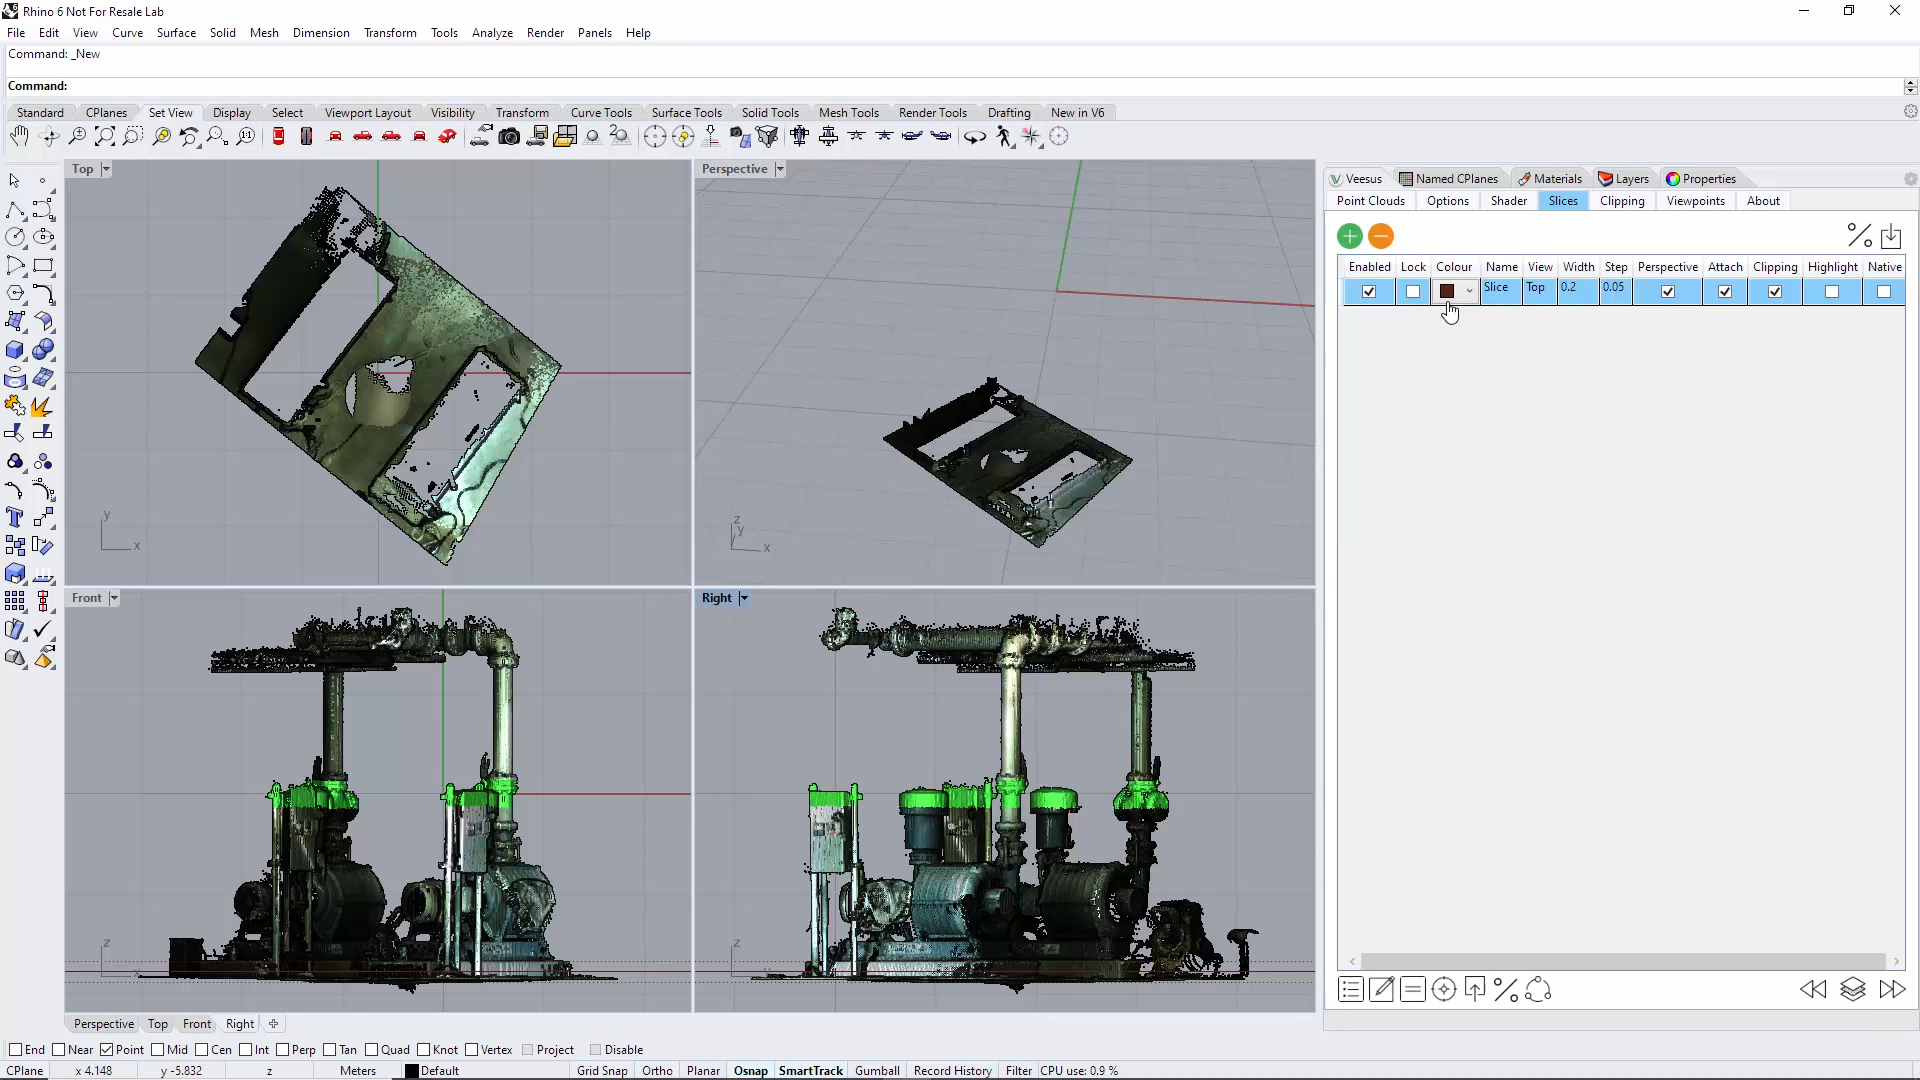 Rhino 6 Not For Resale Lab
File Edit View Curve Surface Solid Mesh Dimension Transform Tools Analyze Render Panels Help
Command: _New
Command:
Standard CPlanes Set View Display Select Viewport Layout Visibility Transform Curve Tools Surface Tools Solid Tools Mesh Tools Render Tools Drafting New in V6
Top
Perspective
Veesus Named CPlanes Materials Layers Properties
Point Clouds Options Shader Slices Clipping Viewpoints About
Enabled Lock Colour Name View Width Step Perspective Attach Clipping Highlight Native
Slice Top 0.2 0.05
y
x
z
y
x
Front
Right
z
x
z
Perspective Top Front Right
End Near Point Mid Cen Int Perp Tan Quad Knot Vertex Project Disable
CPlane x 4.148 y -5.832 z Meters Default Grid Snap Ortho Planar Osnap SmartTrack Gumball Record History Filter CPU use: 0.9 %